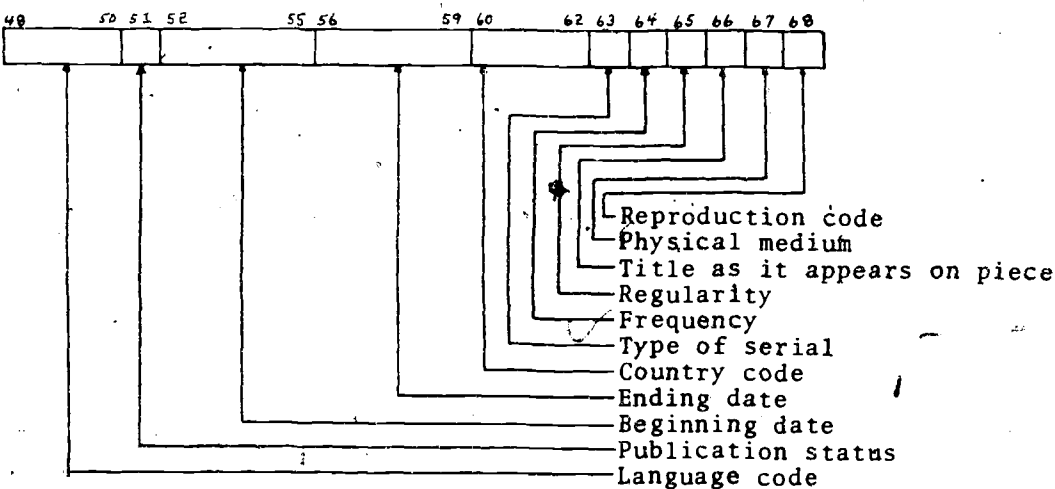 48 50 51 52 55 56 59 60 62 63 64 65 66 67 68
Reproduction code
Physical medium
Title as it appears on piece
Regularity
Frequency
Type of serial
Country code
Ending date
Beginning date
Publication status
Language code